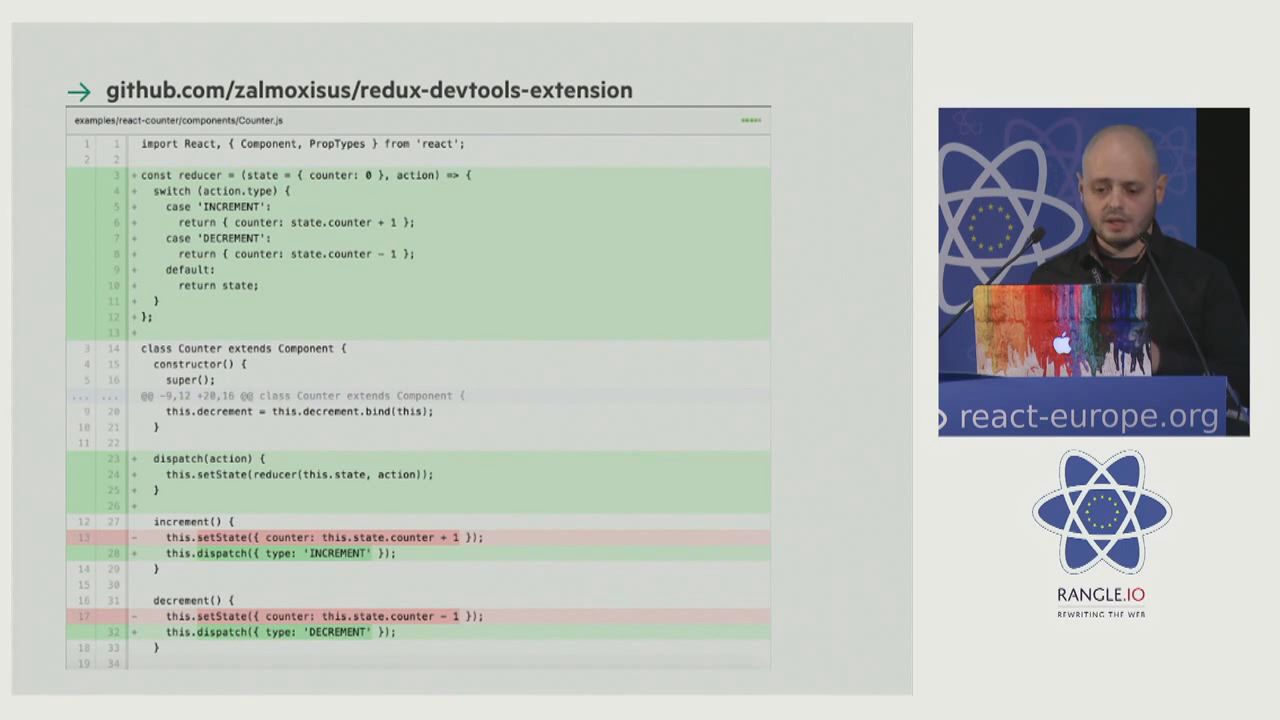 → github.com/zalmoxisus/redux-devtools-extension
examples/react-counter/components/Counter.js
1 1 import React, { Component, PropTypes } from 'react';
2 2
3 + const reducer = (state = { counter: 0 }, action) => {
4 + switch (action.type) {
5 + case 'INCREMENT':
6 + return { counter: state.counter + 1 };
7 + case 'DECREMENT':
8 + return { counter: state.counter - 1 };
9 + default:
10 + return state;
11 + }
12 + };
13 +
3 14 class Counter extends Component {
4 15 constructor() {
5 16 super();
... ... @@ -9,12 +20,16 @@ class Counter extends Component {
9 20 this.decrement = this.decrement.bind(this);
10 21 }
11 22
23 + dispatch(action) {
24 + this.setState(reducer(this.state, action));
25 + }
26 +
12 27 increment() {
13 - this.setState({ counter: this.state.counter + 1 });
28 + this.dispatch({ type: 'INCREMENT' });
14 29 }
15 30
16 31 decrement() {
17 - this.setState({ counter: this.state.counter - 1 });
32 + this.dispatch({ type: 'DECREMENT' });
18 33 }
19 34
react-europe.org
RANGLE.IO
REWRITING THE WEB